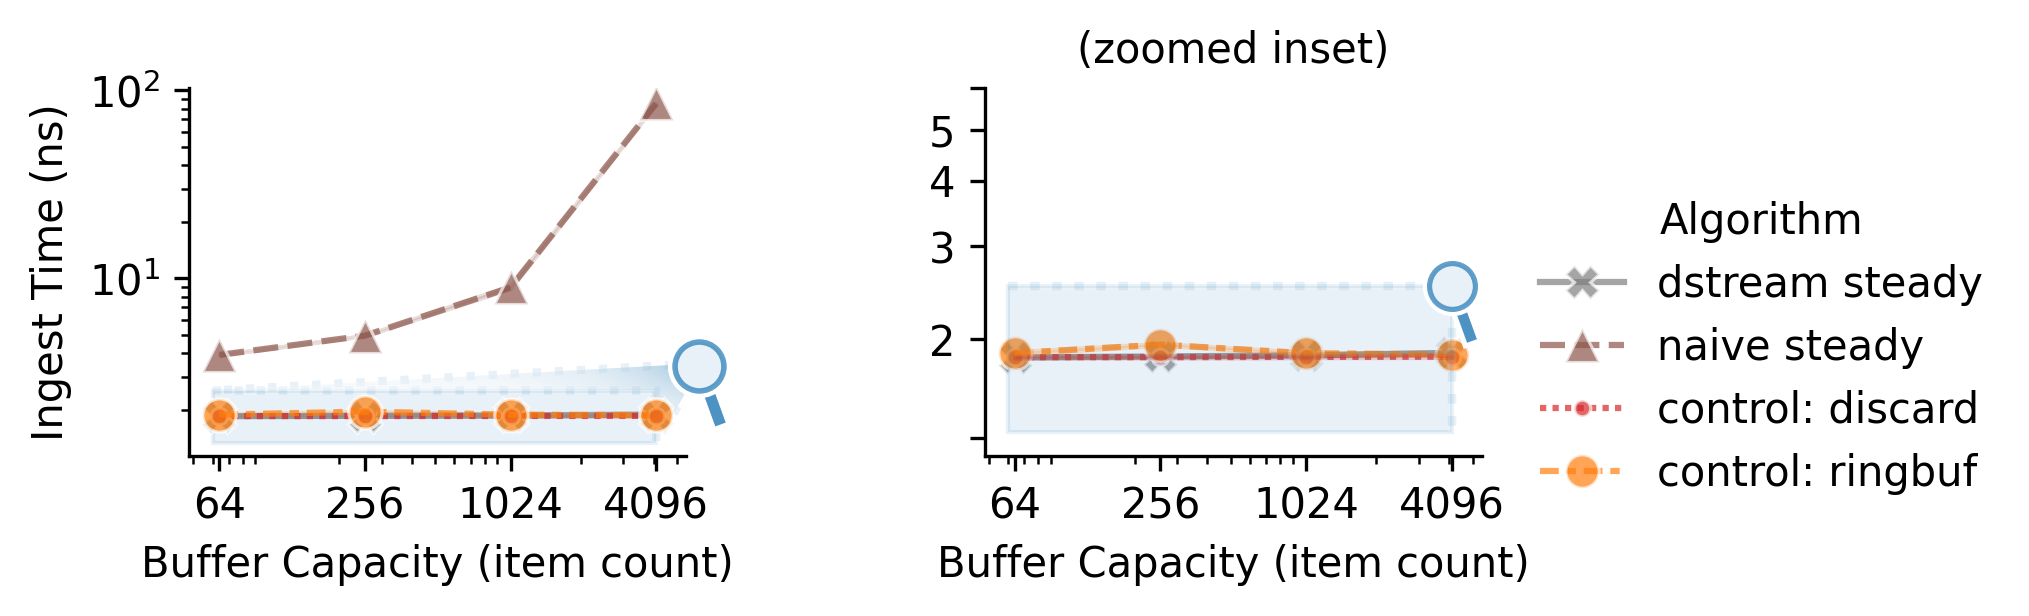 (zoomed inset)
Ingest Time (ns)
10²
10¹
64 256 1024 4096
Buffer Capacity (item count)
5
4
3
2
64 256 1024 4096
Buffer Capacity (item count)
Algorithm
dstream steady
naive steady
control: discard
control: ringbuf